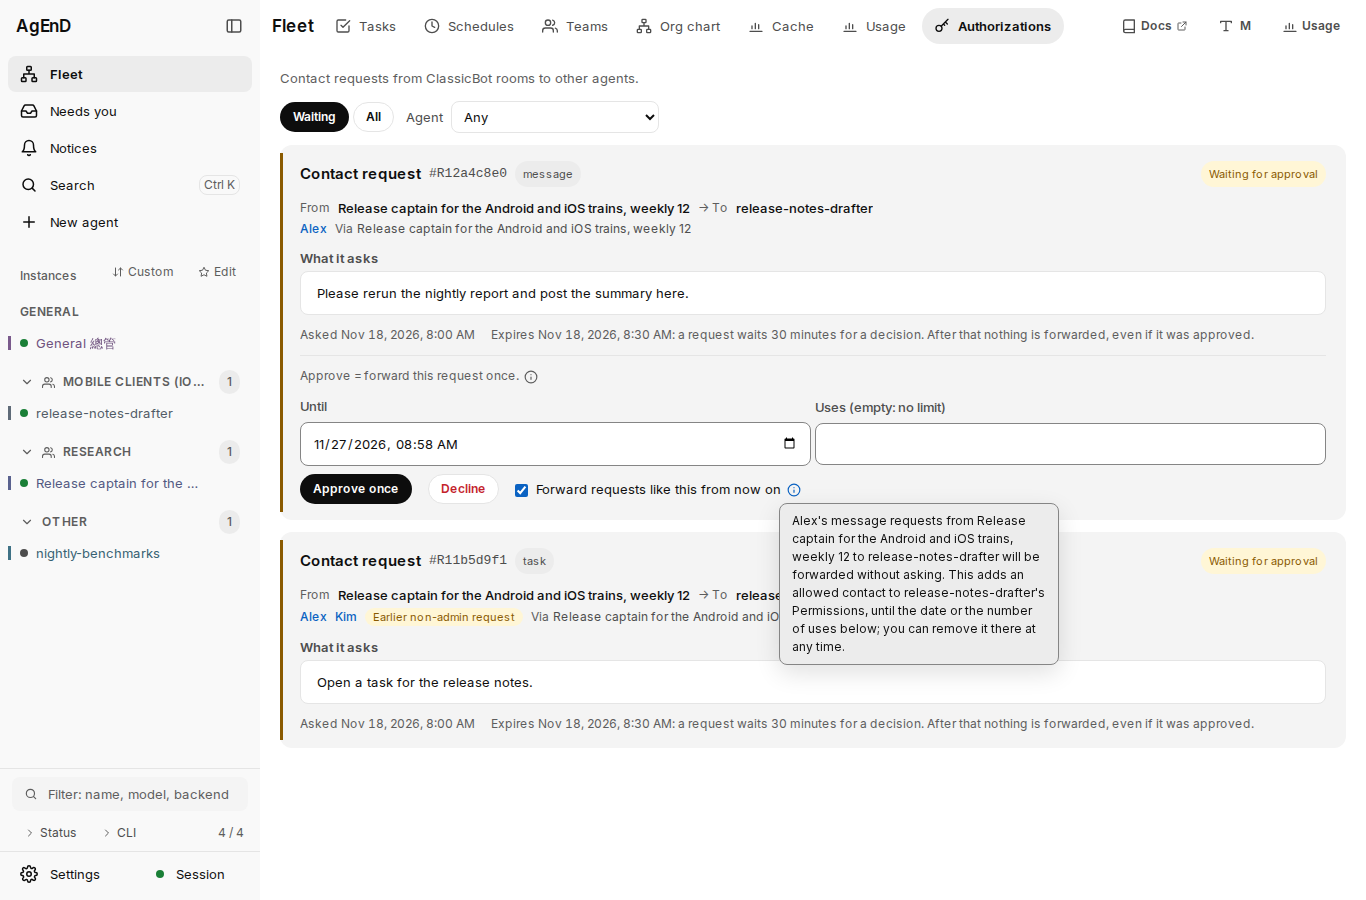 AgEnD
Fleet
Needs you
Notices
Search
Ctrl K
New agent
Instances
Custom
Edit
GENERAL
General 總管
MOBILE CLIENTS (IO...
1
release-notes-drafter
RESEARCH
1
Release captain for the ...
OTHER
1
nightly-benchmarks
Filter: name, model, backend
Status
CLI
4 / 4
Settings
Session
Fleet
Tasks
Schedules
Teams
Org chart
Cache
Usage
Authorizations
Docs
M
Usage
Contact requests from ClassicBot rooms to other agents.
Waiting
All
Agent
Any
Contact request #R12a4c8e0 message
Waiting for approval
From Release captain for the Android and iOS trains, weekly 12 → To release-notes-drafter
Alex Via Release captain for the Android and iOS trains, weekly 12
What it asks
Please rerun the nightly report and post the summary here.
Asked Nov 18, 2026, 8:00 AM Expires Nov 18, 2026, 8:30 AM: a request waits 30 minutes for a decision. After that nothing is forwarded, even if it was approved.
Approve = forward this request once.
Until
Uses (empty: no limit)
11/27/2026, 08:58 AM
Approve once
Decline
Forward requests like this from now on
Alex's message requests from Release
captain for the Android and iOS trains,
weekly 12 to release-notes-drafter will be
forwarded without asking. This adds an
allowed contact to release-notes-drafter's
Permissions, until the date or the number
of uses below; you can remove it there at
any time.
Contact request #R11b5d9f1 task
Waiting for approval
From Release captain for the Android and iOS trains, weekly 12 → To release
Alex Kim Earlier non-admin request Via Release captain for the Android and iO
What it asks
Open a task for the release notes.
Asked Nov 18, 2026, 8:00 AM Expires Nov 18, 2026, 8:30 AM: a request waits 30 minutes for a decision. After that nothing is forwarded, even if it was approved.